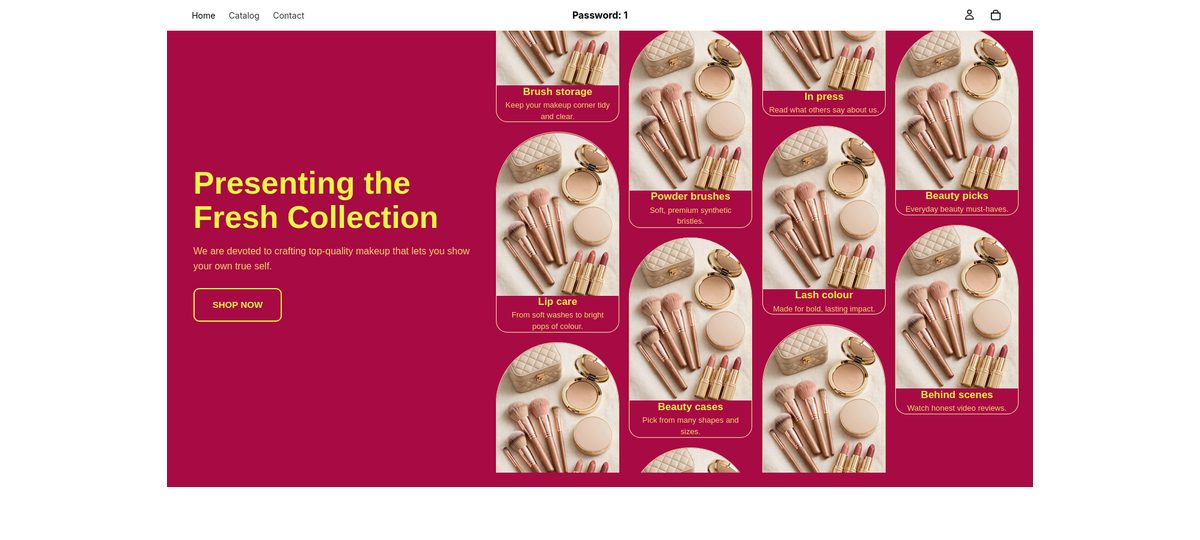 Home
Catalog
Contact
Password: 1
Presenting the
Fresh Collection
We are devoted to crafting top-quality makeup that lets you show
your own true self.
SHOP NOW
Brush storage
Keep your makeup corner tidy
and clear.
Lip care
From soft washes to bright
pops of colour.
Powder brushes
Soft, premium synthetic
bristles.
Beauty cases
Pick from many shapes and
sizes.
In press
Read what others say about us.
Lash colour
Made for bold, lasting impact.
Beauty picks
Everyday beauty must-haves.
Behind scenes
Watch honest video reviews.